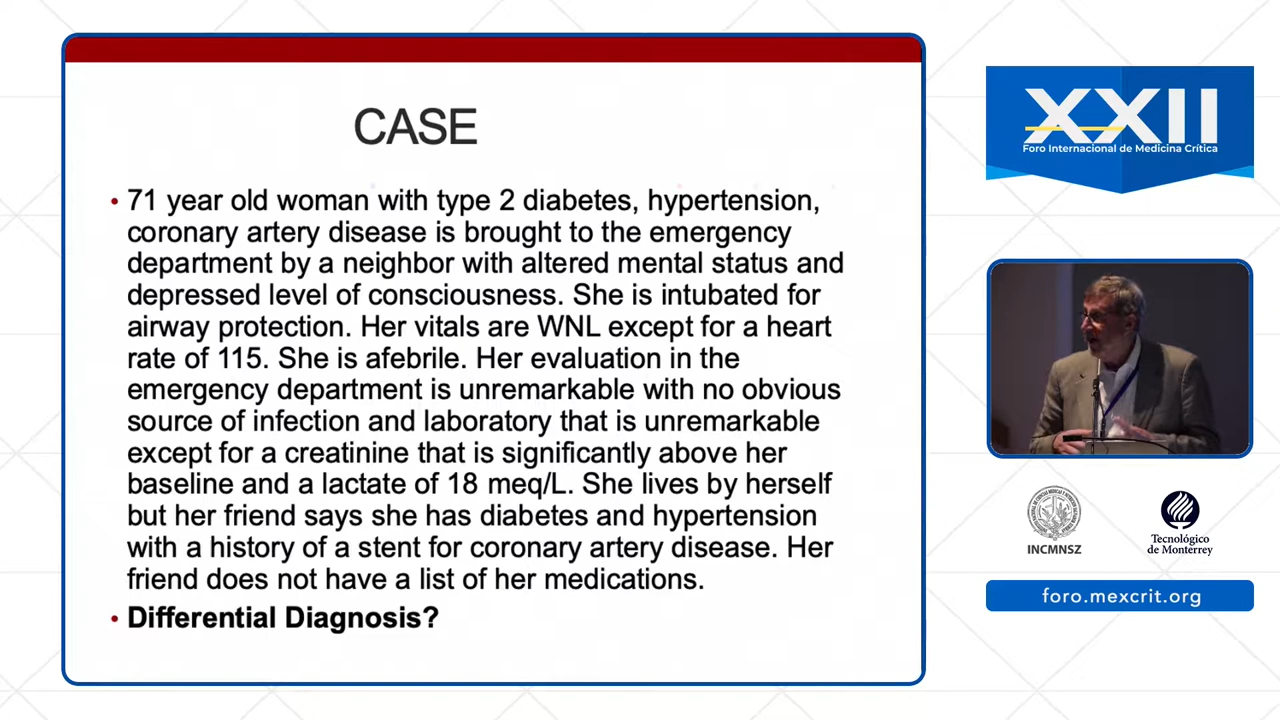 CASE
• 71 year old woman with type 2 diabetes, hypertension,
coronary artery disease is brought to the emergency
department by a neighbor with altered mental status and
depressed level of consciousness. She is intubated for
airway protection. Her vitals are WNL except for a heart
rate of 115. She is afebrile. Her evaluation in the
emergency department is unremarkable with no obvious
source of infection and laboratory that is unremarkable
except for a creatinine that is significantly above her
baseline and a lactate of 18 meq/L. She lives by herself
but her friend says she has diabetes and hypertension
with a history of a stent for coronary artery disease. Her
friend does not have a list of her medications.
• Differential Diagnosis?
XXII
Foro Internacional de Medicina Crítica
INCMNSZ
Tecnológico
de Monterrey
foro.mexcrit.org